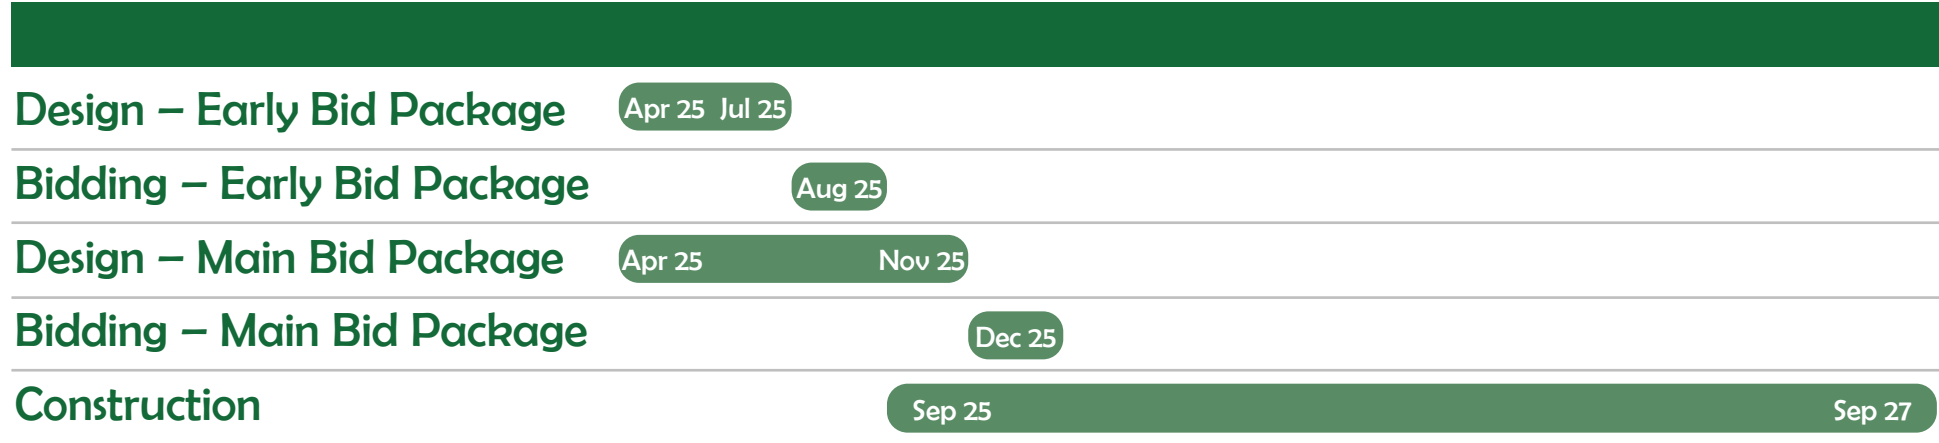 Design – Early Bid Package Apr 25 Jul 25
Bidding – Early Bid Package Aug 25
Design – Main Bid Package Apr 25 Nov 25
Bidding – Main Bid Package Dec 25
Construction Sep 25 Sep 27